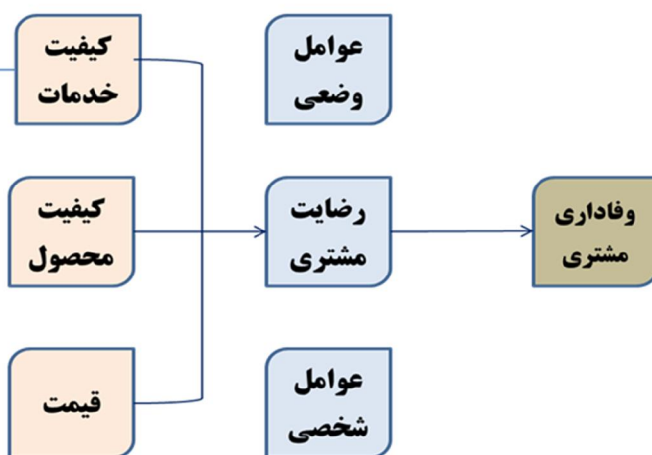 کیفیت
خدمات
عوامل
وضعی
کیفیت
محصول
رضایت
مشتری
وفاداری
مشتری
قیمت
عوامل
شخصی